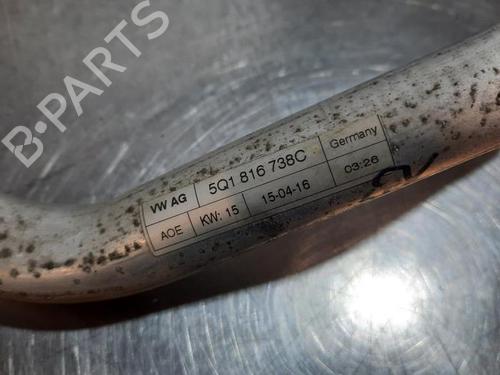 B-PARTS
VW AG 5Q1 816 738C Germany
AOE KW: 15 15-04-16 03:26